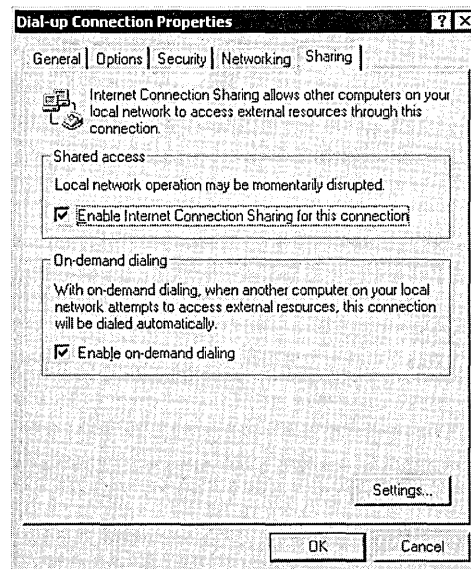 Dial-up Connection Properties ? X
General Options Security Networking Sharing
Internet Connection Sharing allows other computers on your
local network to access external resources through this
connection.
Shared access
Local network operation may be momentarily disrupted.
Enable Internet Connection Sharing for this connection
On-demand dialing
With on-demand dialing, when another computer on your local
network attempts to access external resources, this connection
will be dialed automatically.
Enable on-demand dialing
Settings...
OK Cancel